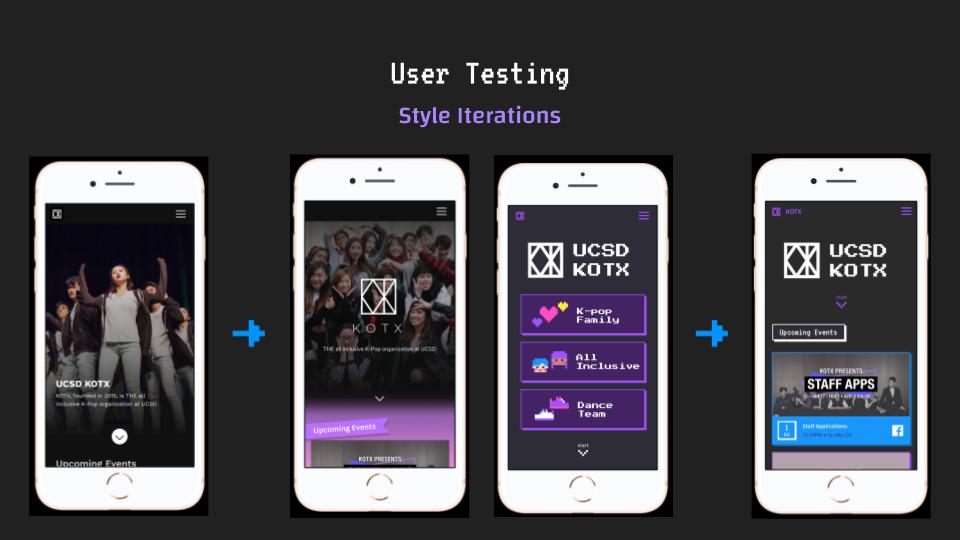 User Testing
Style Iterations
UCSD KOTX
KOTX, founded in 2015, is THE all
inclusive K-Pop organization at UCSD
Upcoming Events
KOTX
THE all inclusive K-Pop organization at UCSD
Upcoming Events
KOTX PRESENTS
UCSD
KOTX
K-pop
Family
All
Inclusive
Dance
Team
start
KOTX
UCSD
KOTX
start
Upcoming Events
KOTX PRESENTS
STAFF APPS
Staff Applications